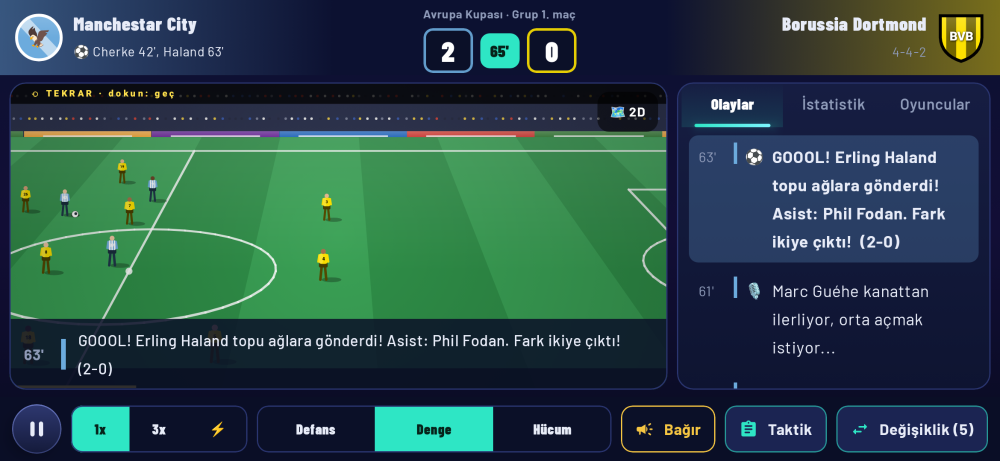 Manchestar City
Cherke 42', Haland 63'
Avrupa Kupası · Grup 1. maç
2
65'
0
Borussia Dortmund
4-4-2
BVB
TEKRAR · dokun: geç
2D
63' GOOOL! Erling Haland topu ağlara gönderdi! Asist: Phil Fodan. Fark ikiye çıktı!
(2-0)
Olaylar İstatistik Oyuncular
63' GOOOL! Erling Haland
topu ağlara gönderdi!
Asist: Phil Fodan. Fark
ikiye çıktı! (2-0)
61' Marc Guéhe kanattan
ilerliyor, orta açmak
istiyor...
1x 3x
Defans Denge Hücum
Bağır
Taktik
Değişiklik (5)